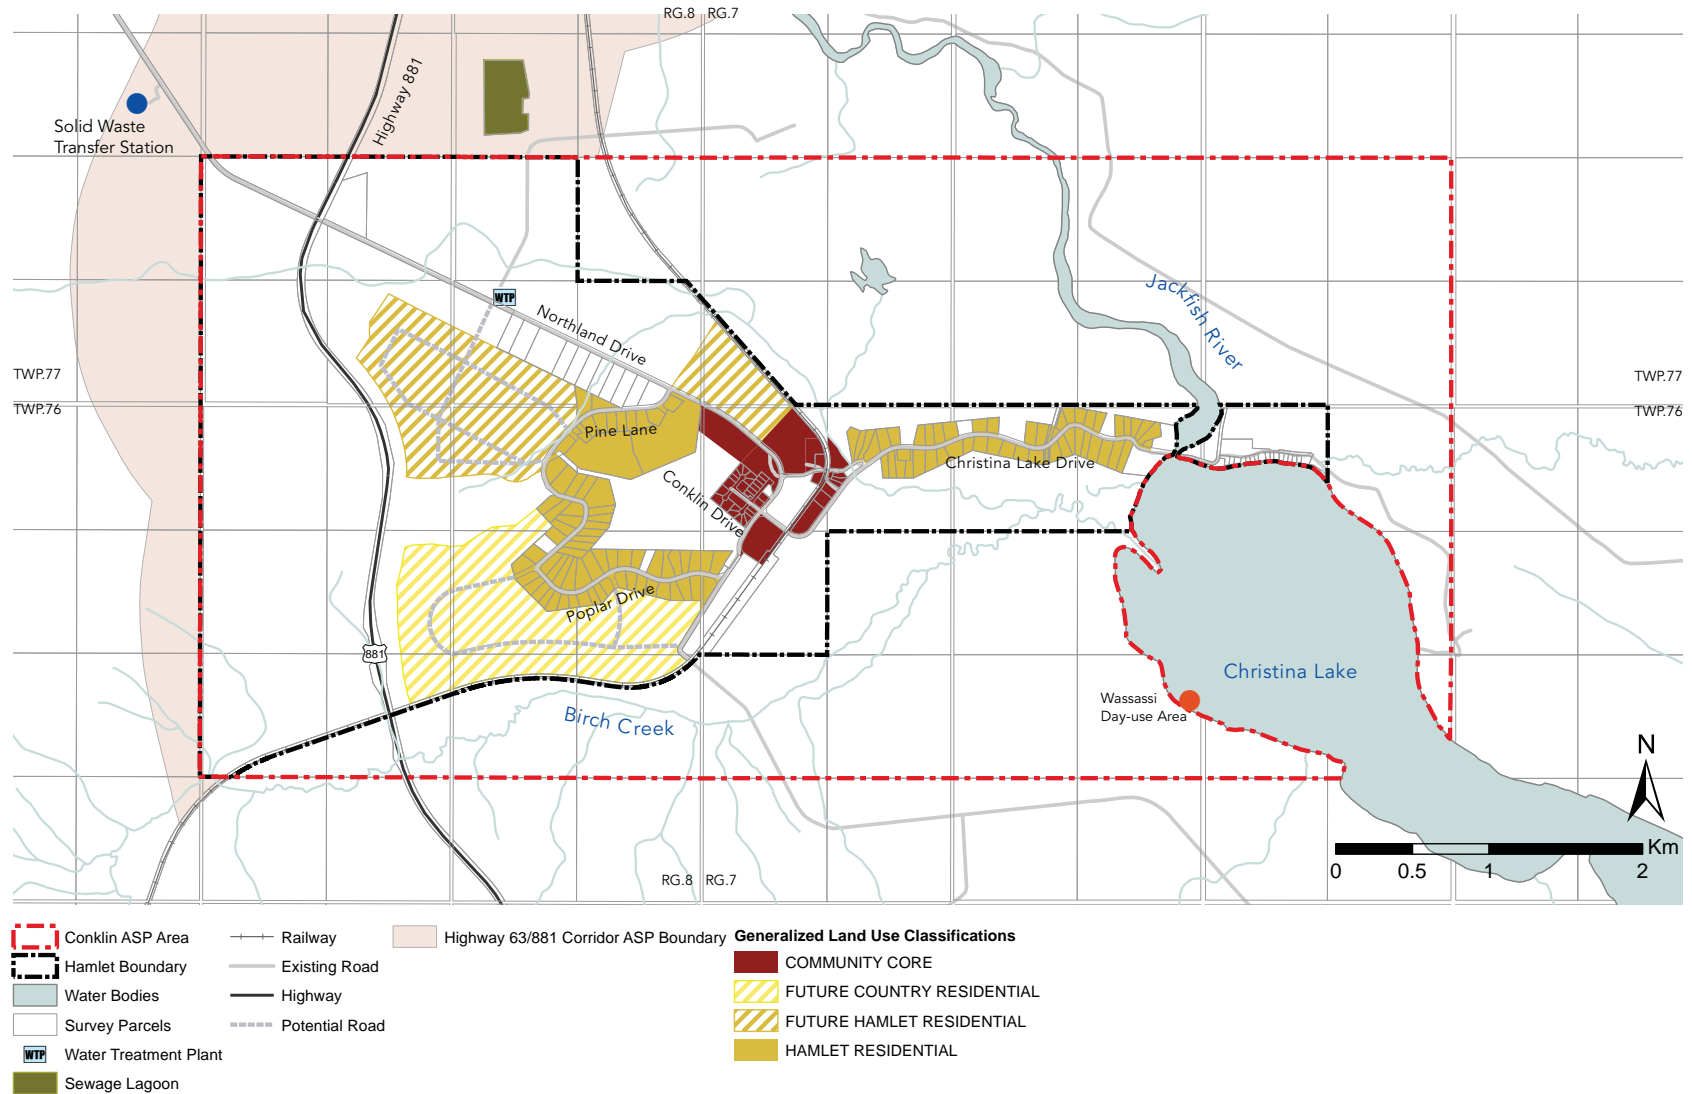 RG.8 RG.7
Highway 881
Solid Waste
Transfer Station
Jackfish River
WTP
Northland Drive
TWP.77
TWP.76
TWP.77
TWP.76
Pine Lane
Christina Lake Drive
Conklin Drive
Poplar Drive
881
Christina Lake
Wassassi
Day-use Area
Birch Creek
N
Km
0 0.5 1 2
RG.8 RG.7
Conklin ASP Area
Hamlet Boundary
Water Bodies
Survey Parcels
WTP Water Treatment Plant
Sewage Lagoon
Railway
Existing Road
Highway
Potential Road
Highway 63/881 Corridor ASP Boundary
Generalized Land Use Classifications
COMMUNITY CORE
FUTURE COUNTRY RESIDENTIAL
FUTURE HAMLET RESIDENTIAL
HAMLET RESIDENTIAL